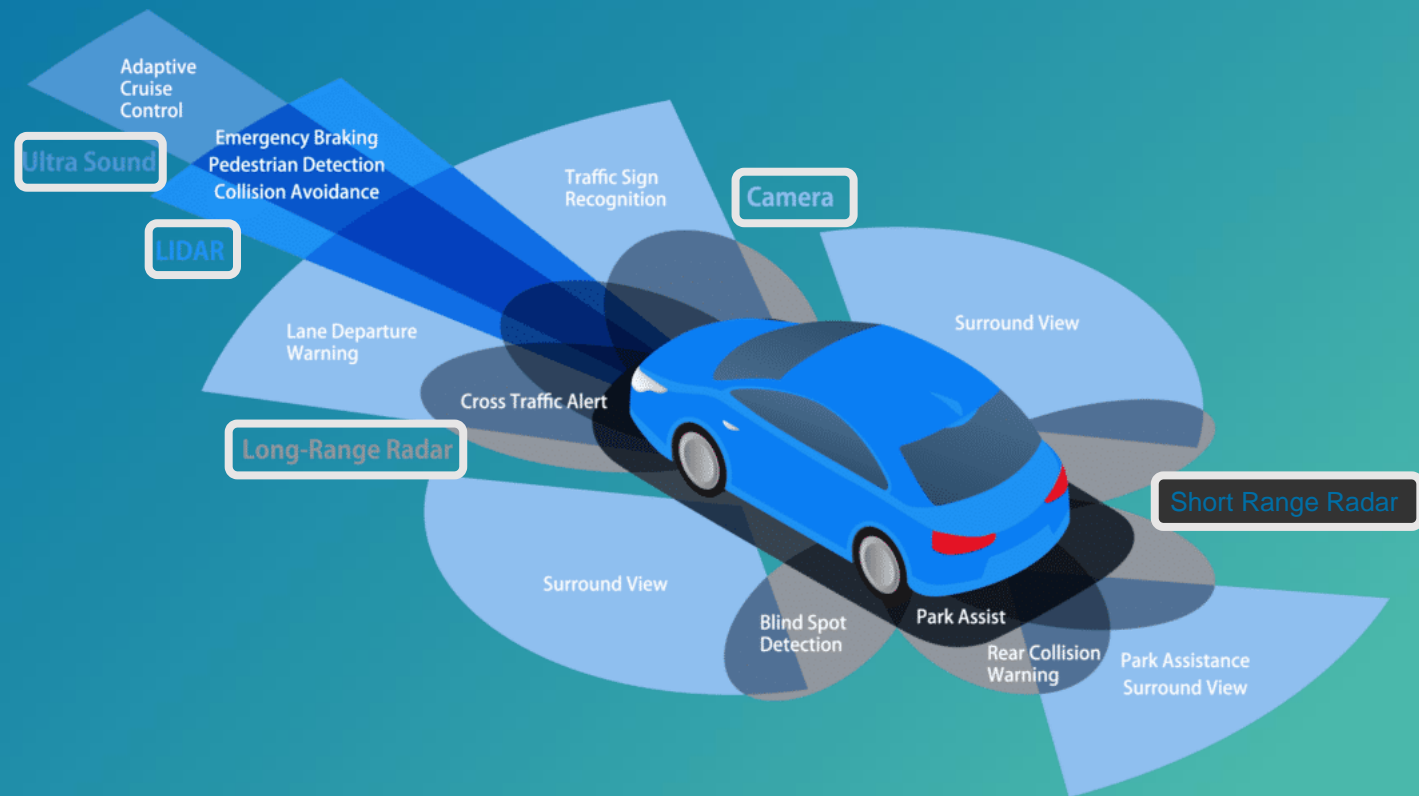 Adaptive
Cruise
Control
Ultra Sound
Emergency Braking
Pedestrian Detection
Collision Avoidance
LIDAR
Traffic Sign
Recognition
Camera
Lane Departure
Warning
Surround View
Cross Traffic Alert
Long-Range Radar
Short Range Radar
Surround View
Blind Spot
Detection
Park Assist
Rear Collision
Warning
Park Assistance
Surround View